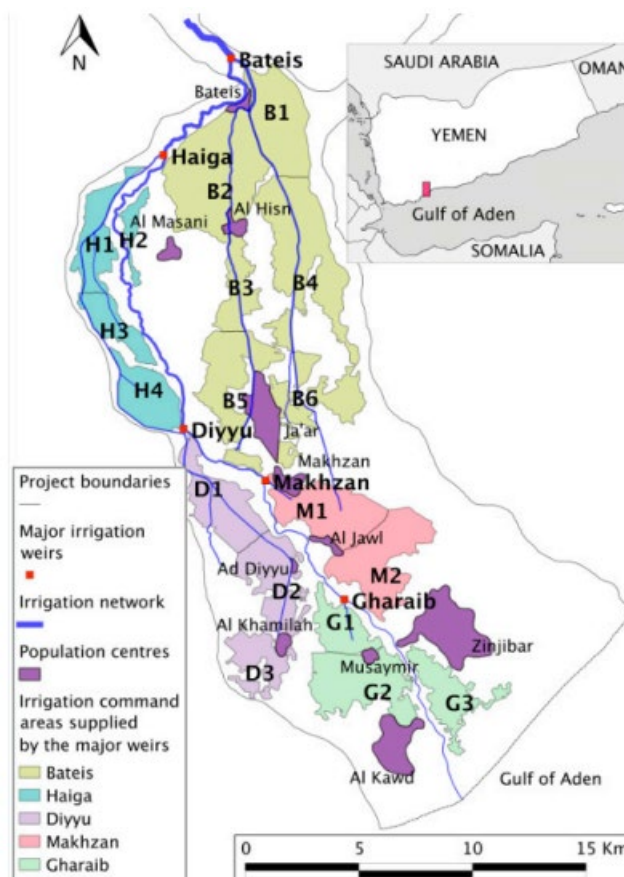 N
Bateis
Bateis
B1
SAUDI ARABIA
OMAN
YEMEN
Gulf of Aden
SOMALIA
Haiga
B2
Al Hisn
Al Masani
H1
H2
B3
B4
H3
H4
B5
B6
Diyyu
Ja'ar
Makhzan
Makhzan
D1
M1
Al Jawl
Ad Diyyu
M2
D2
Gharaib
Al Khamilah
G1
Zinjibar
Musaymir
D3
G2
G3
Al Kawd
Gulf of Aden
Project boundaries
Major irrigation
weirs
Irrigation network
Population centres
Irrigation command
areas supplied
by the major weirs
Bateis
Haiga
Diyyu
Makhzan
Gharaib
0 5 10 15 Km